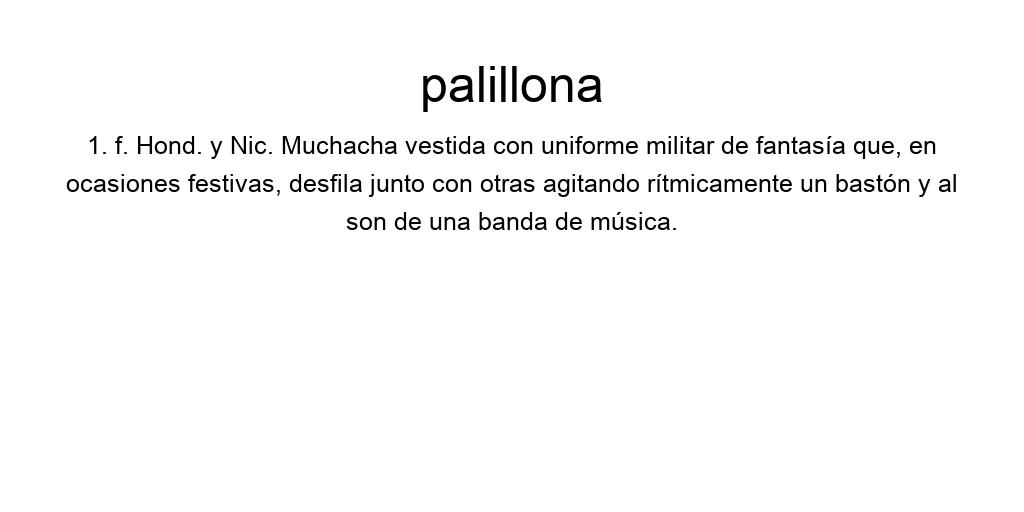 palillona
1. f. Hond. y Nic. Muchacha vestida con uniforme militar de fantasía que, en
ocasiones festivas, desfila junto con otras agitando rítmicamente un bastón y al
son de una banda de música.